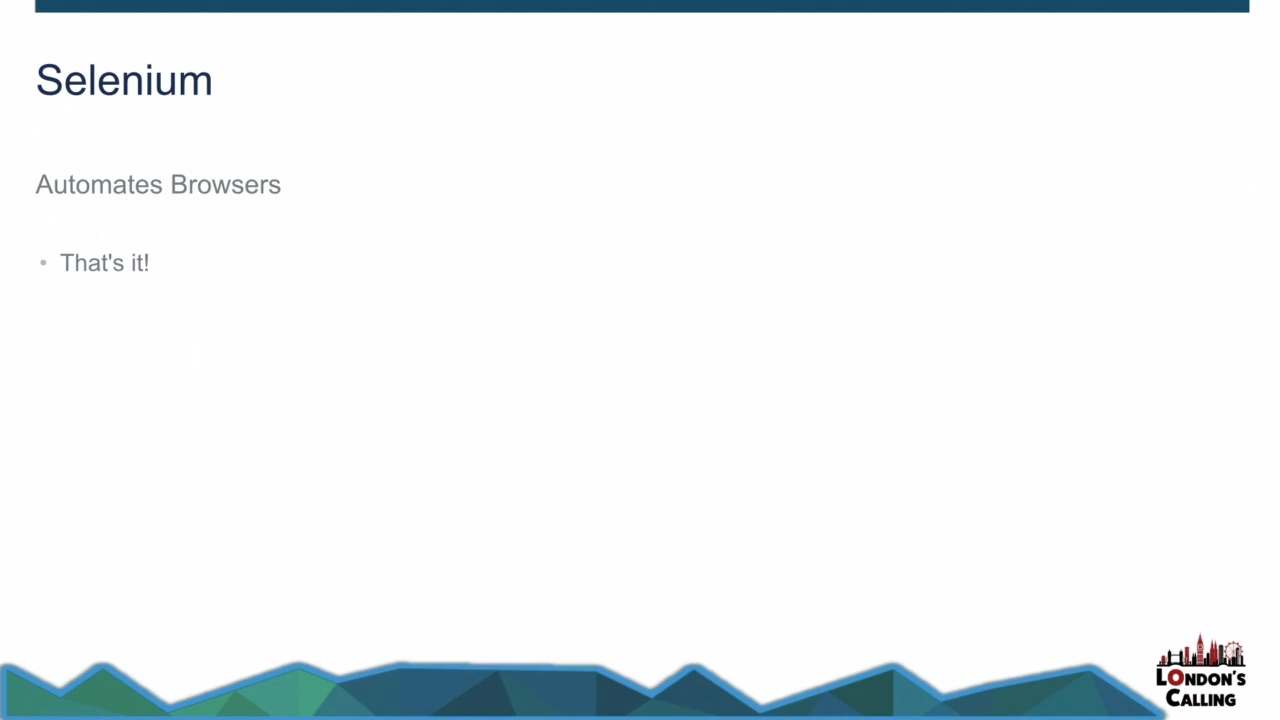 Selenium
Automates Browsers
• That's it!
LONDON'S
CALLING